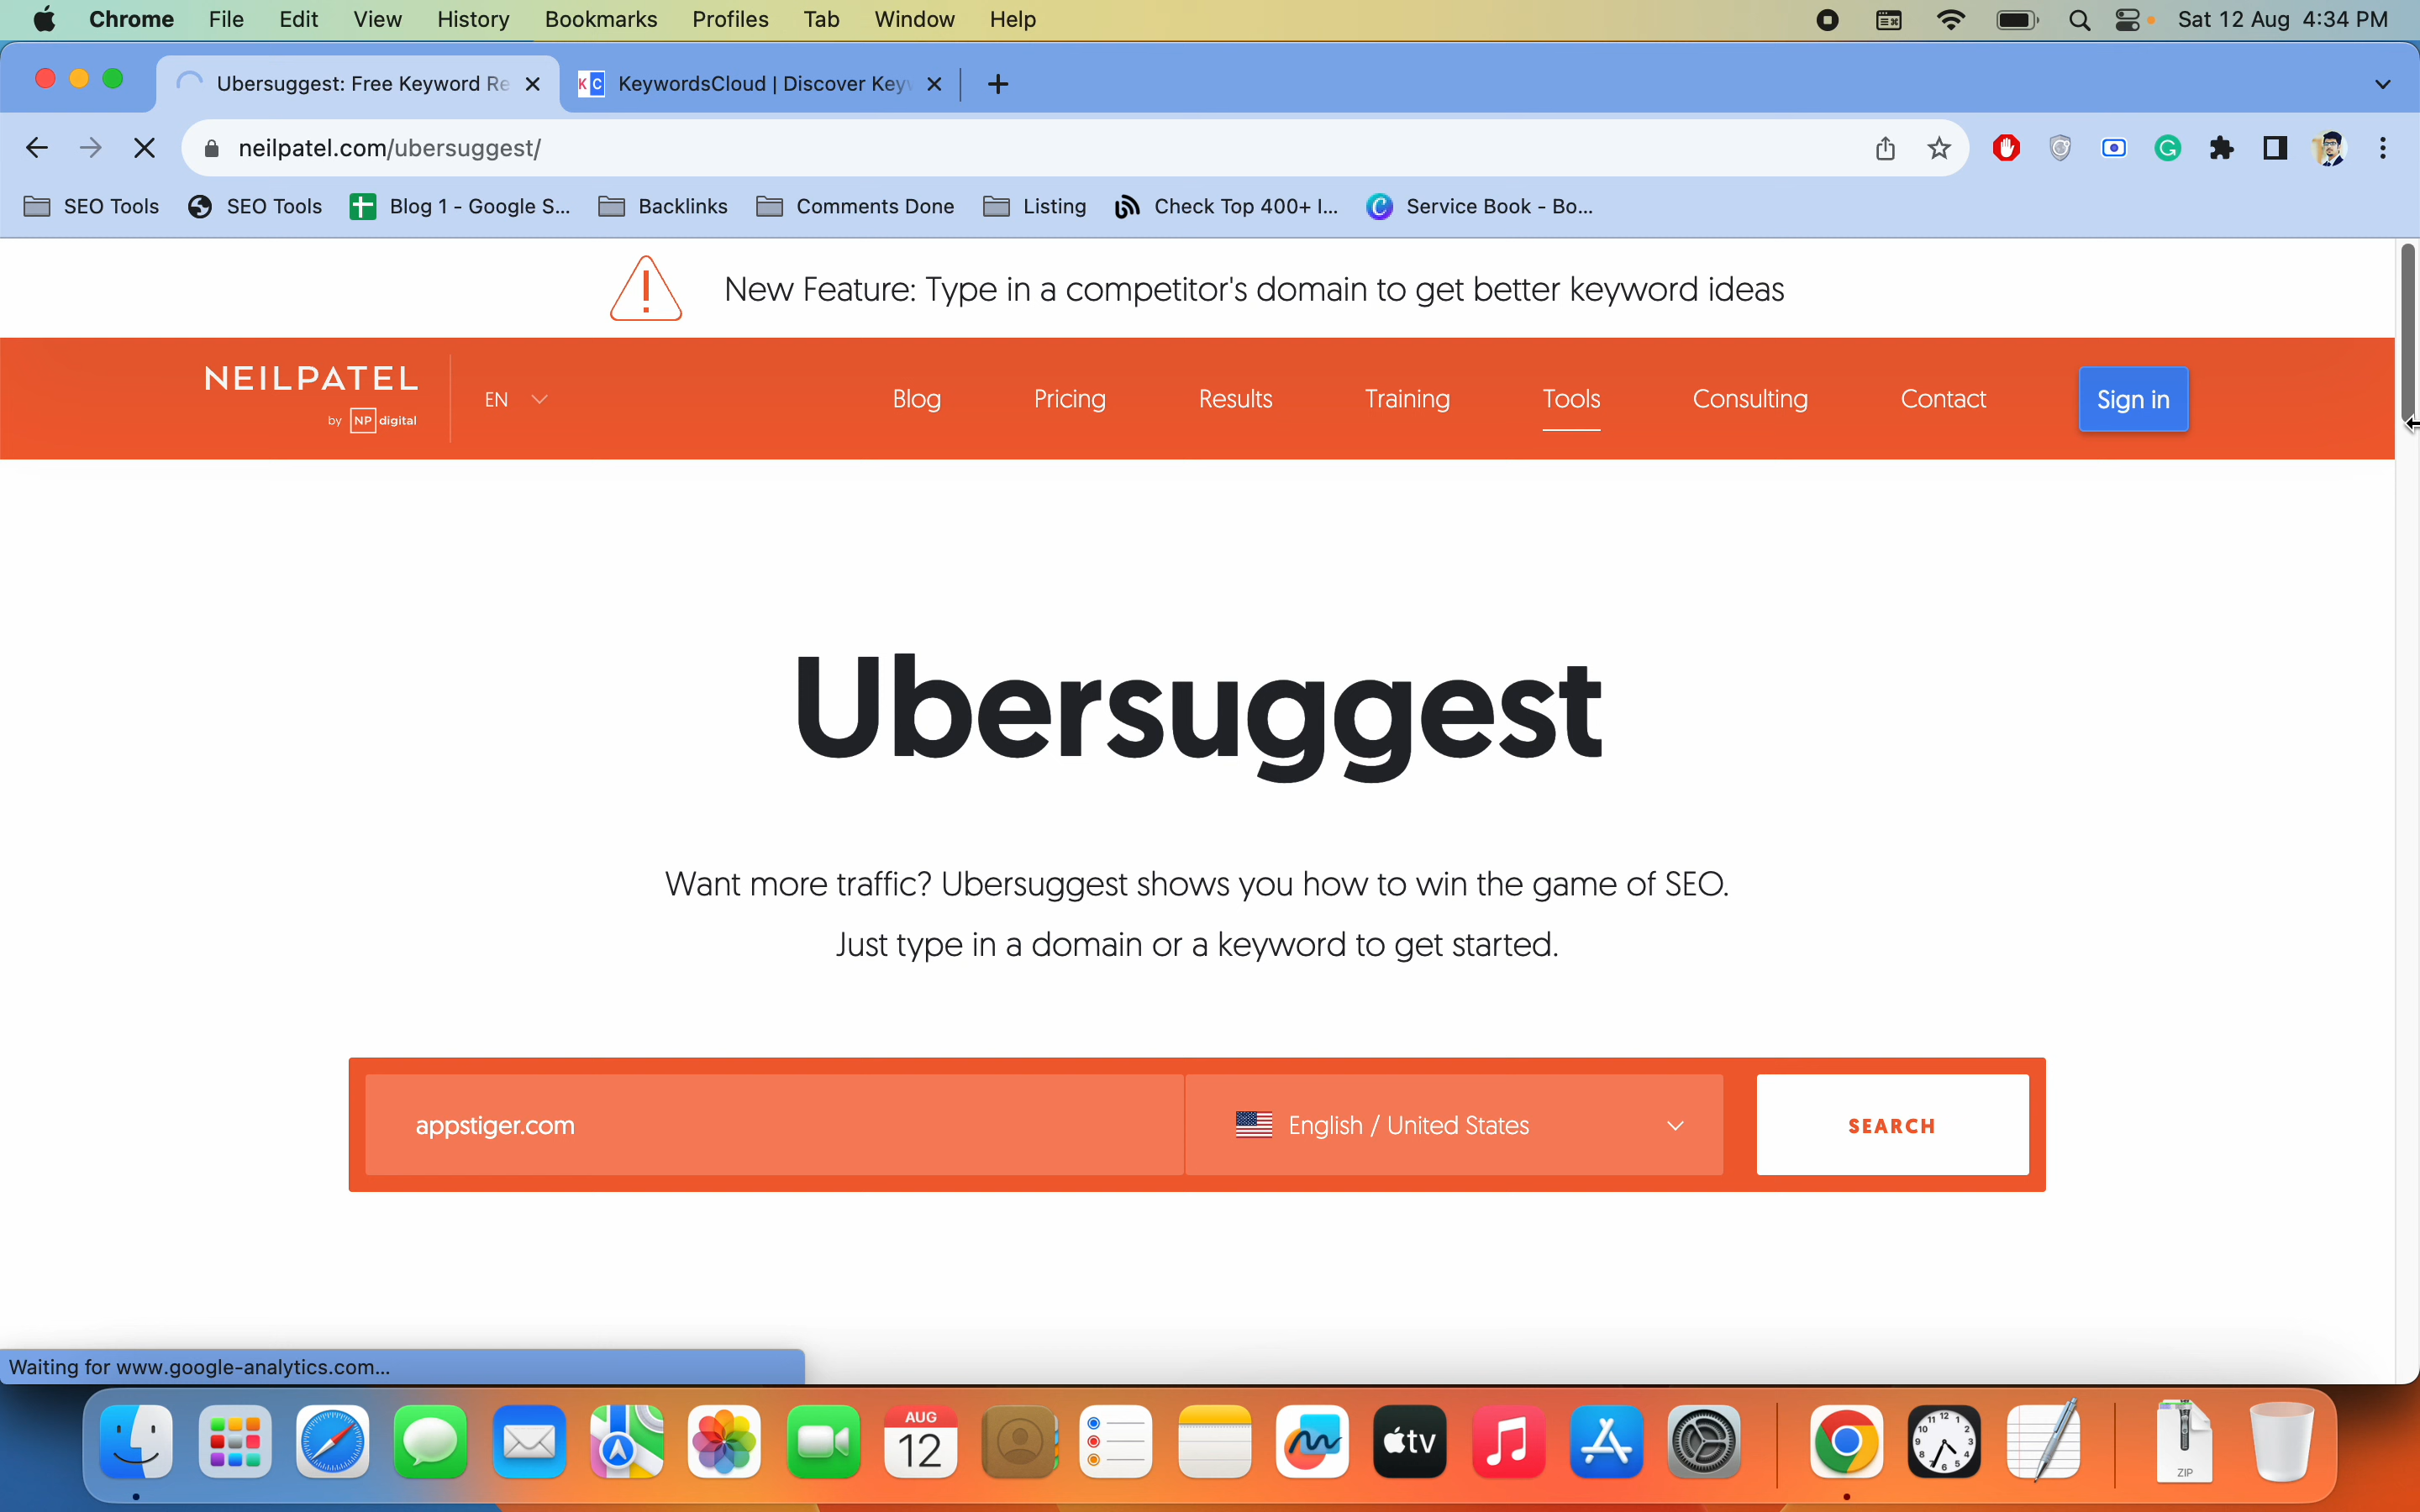 Chrome File Edit View History Bookmarks Profiles Tab Window Help Sat 12 Aug 4:34 PM
Ubersuggest: Free Keyword Re KeywordsCloud | Discover Key
neilpatel.com/ubersuggest/
SEO Tools SEO Tools Blog 1 - Google S... Backlinks Comments Done Listing Check Top 400+ I... Service Book - Bo...
New Feature: Type in a competitor's domain to get better keyword ideas
NEILPATEL
by NP digital
EN Blog Pricing Results Training Tools Consulting Contact Sign in
Ubersuggest
Want more traffic? Ubersuggest shows you how to win the game of SEO.
Just type in a domain or a keyword to get started.
appstiger.com English / United States SEARCH
Waiting for www.google-analytics.com...
AUG
12
tv
ZIP